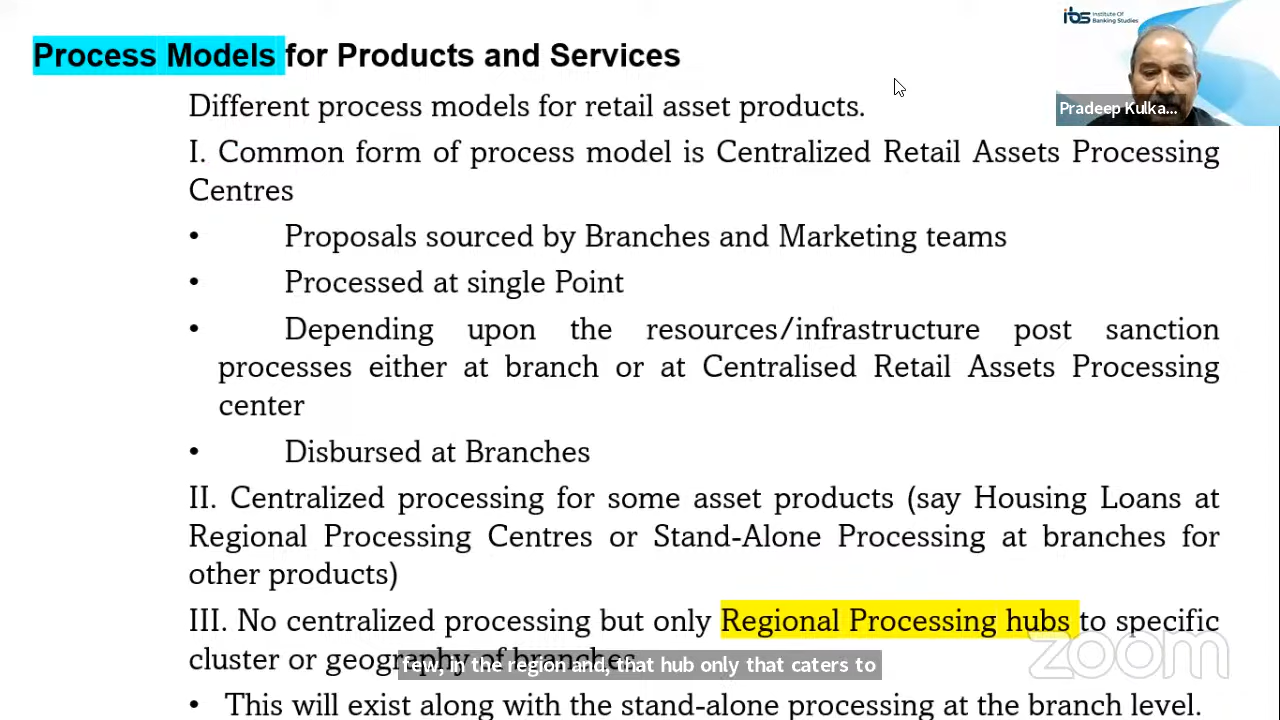 ibs Institute Of
Banking Studies
Process Models for Products and Services
Pradeep Kulka...
Different process models for retail asset products.
I. Common form of process model is Centralized Retail Assets Processing
Centres
• Proposals sourced by Branches and Marketing teams
• Processed at single Point
• Depending upon the resources/infrastructure post sanction
processes either at branch or at Centralised Retail Assets Processing
center
• Disbursed at Branches
II. Centralized processing for some asset products (say Housing Loans at
Regional Processing Centres or Stand-Alone Processing at branches for
other products)
III. No centralized processing but only Regional Processing hubs to specific
cluster or geography of branches
few, in the region and, that hub only that caters to
zoom
• This will exist along with the stand-alone processing at the branch level.